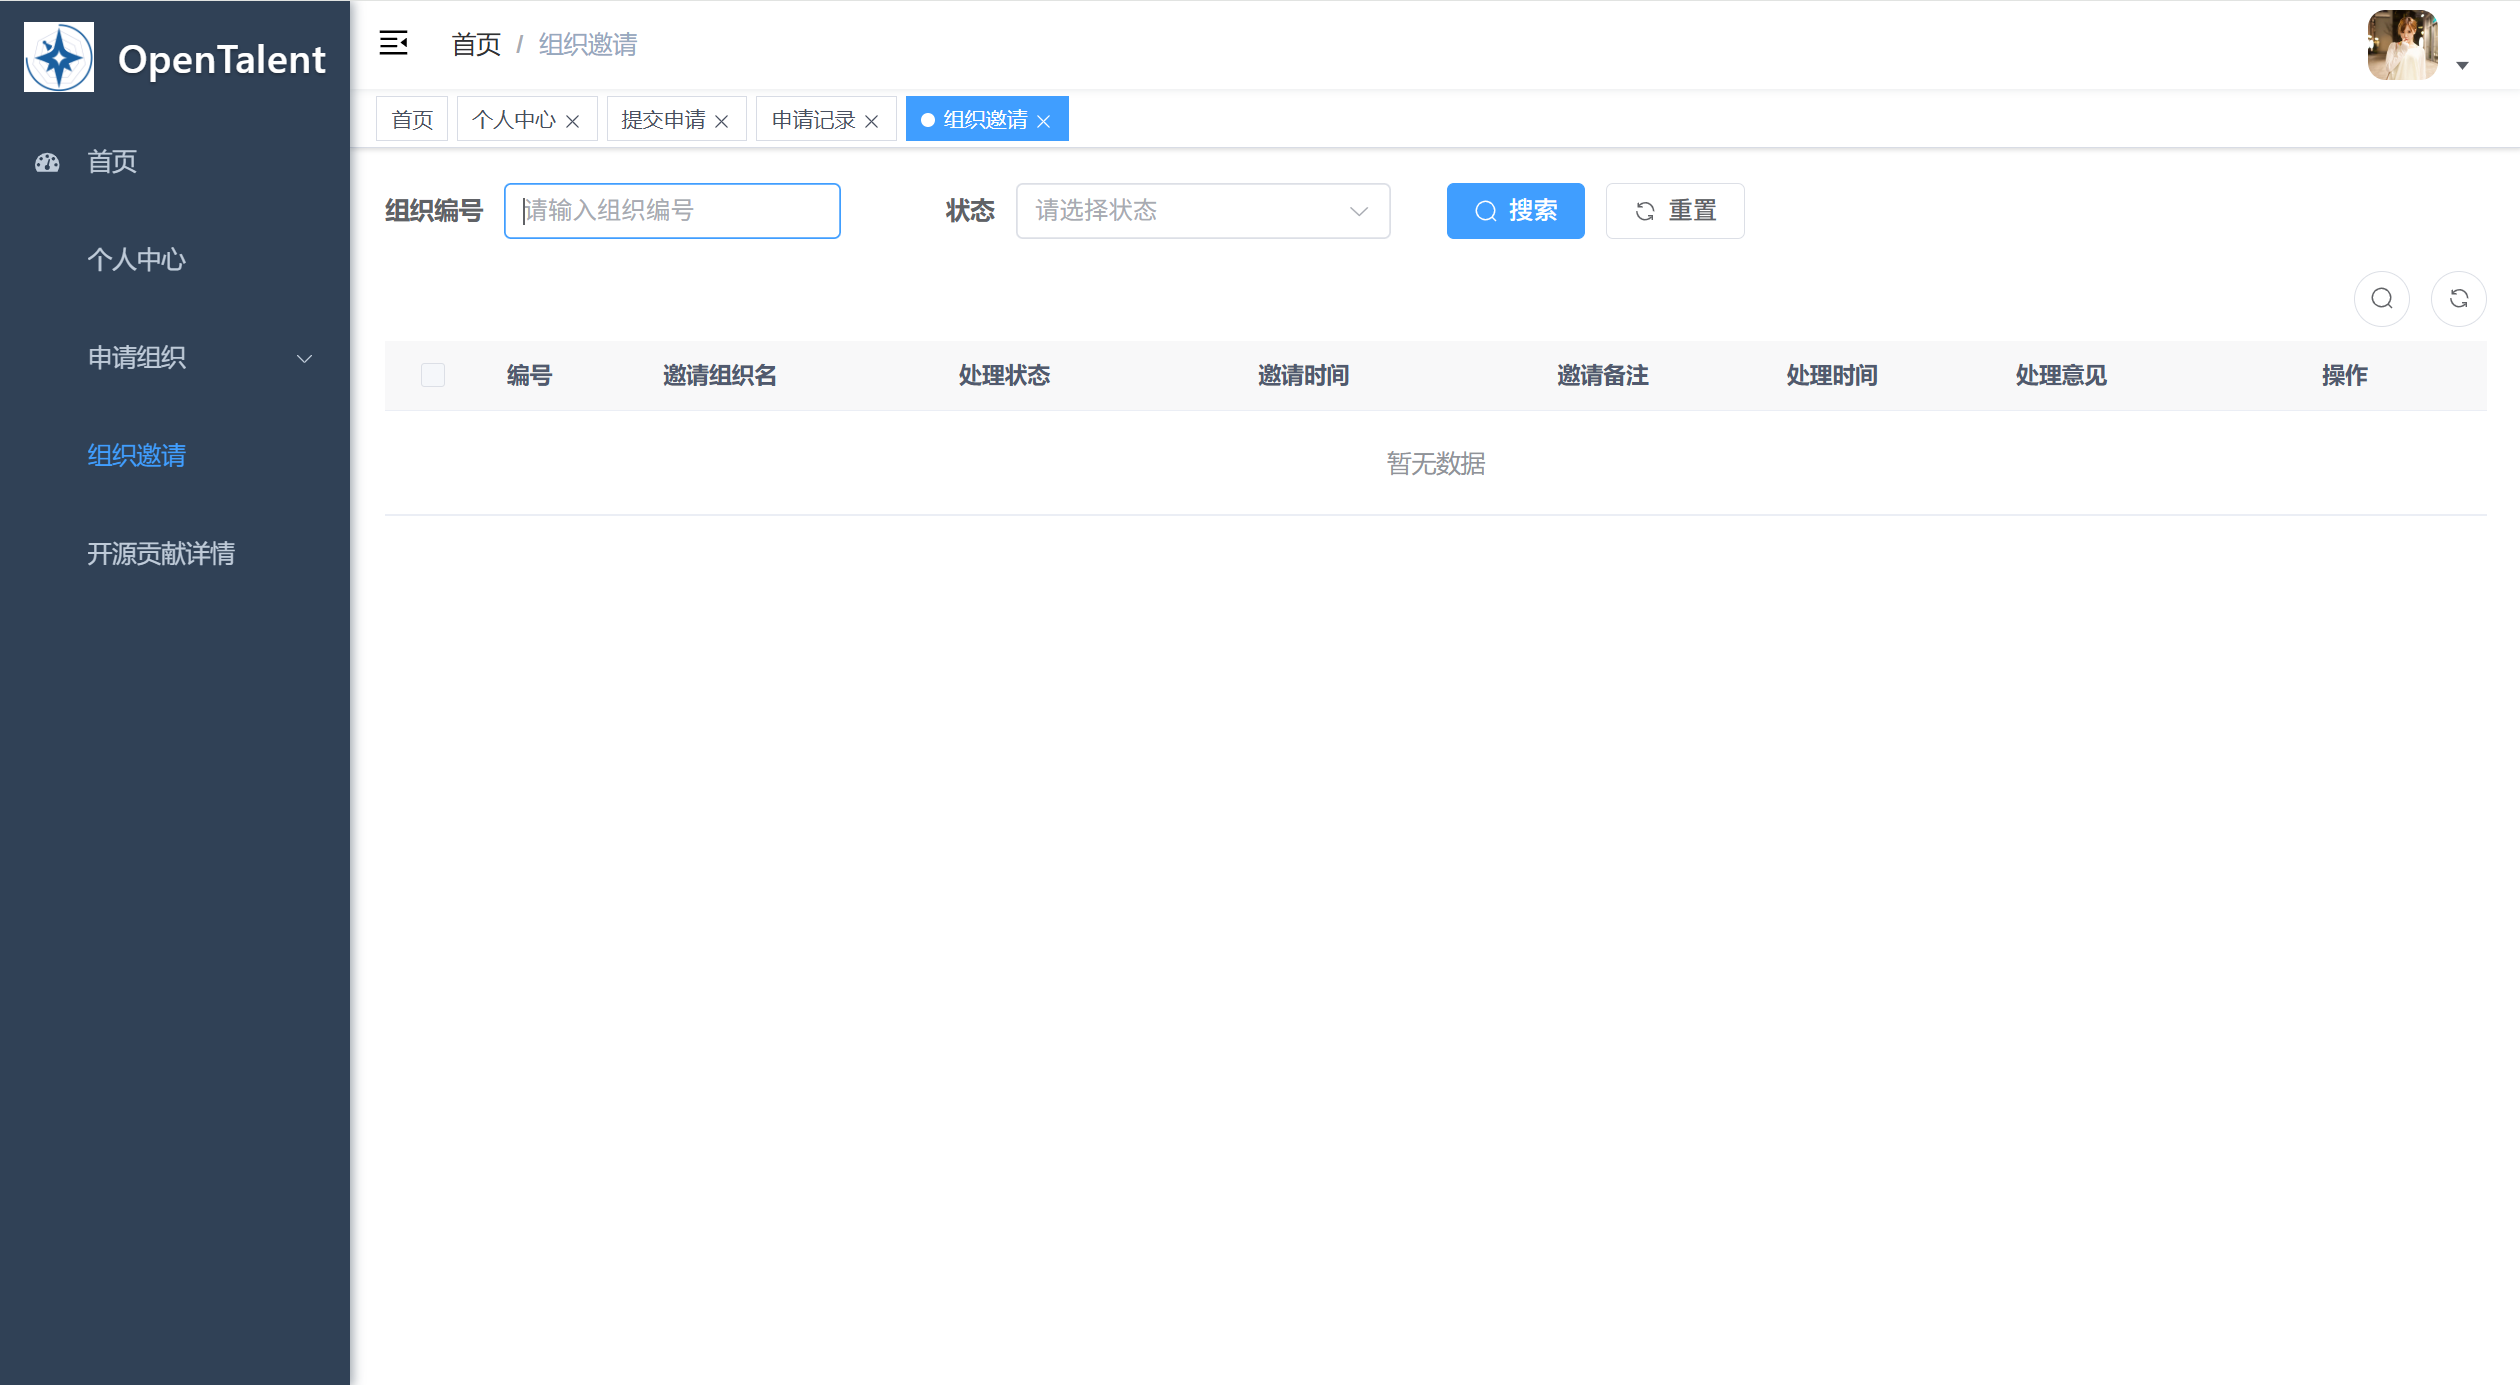 OpenTalent
首页
个人中心
申请组织
组织邀请
开源贡献详情
首页 / 组织邀请
首页 个人中心 提交申请 申请记录 组织邀请
组织编号 请输入组织编号 状态 请选择状态 搜索 重置
编号 邀请组织名 处理状态 邀请时间 邀请备注 处理时间 处理意见 操作
暂无数据